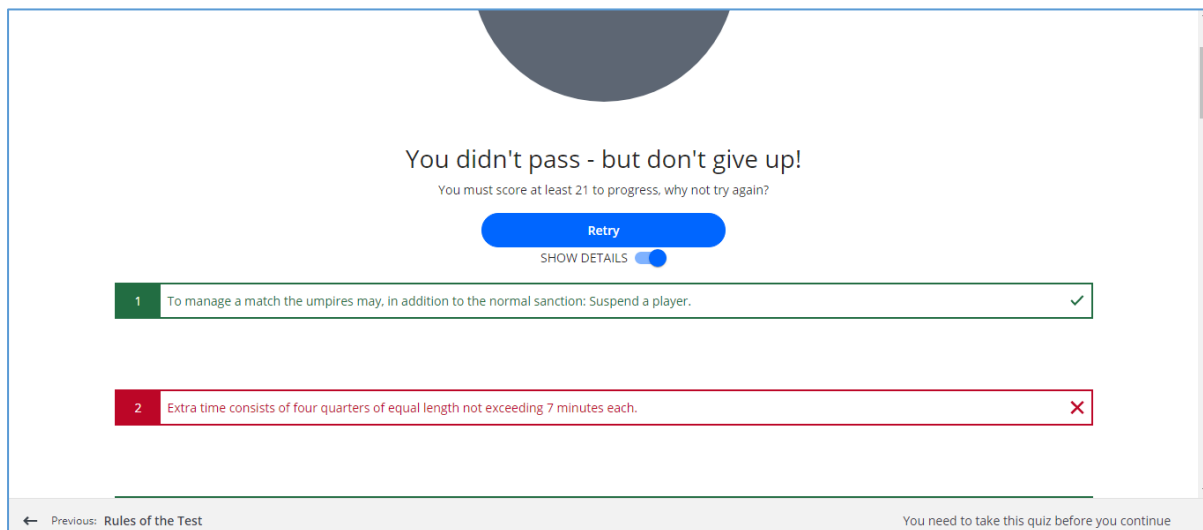 You didn't pass - but don't give up!
You must score at least 21 to progress, why not try again?
Retry
SHOW DETAILS
1 To manage a match the umpires may, in addition to the normal sanction: Suspend a player.
2 Extra time consists of four quarters of equal length not exceeding 7 minutes each.
Previous: Rules of the Test You need to take this quiz before you continue